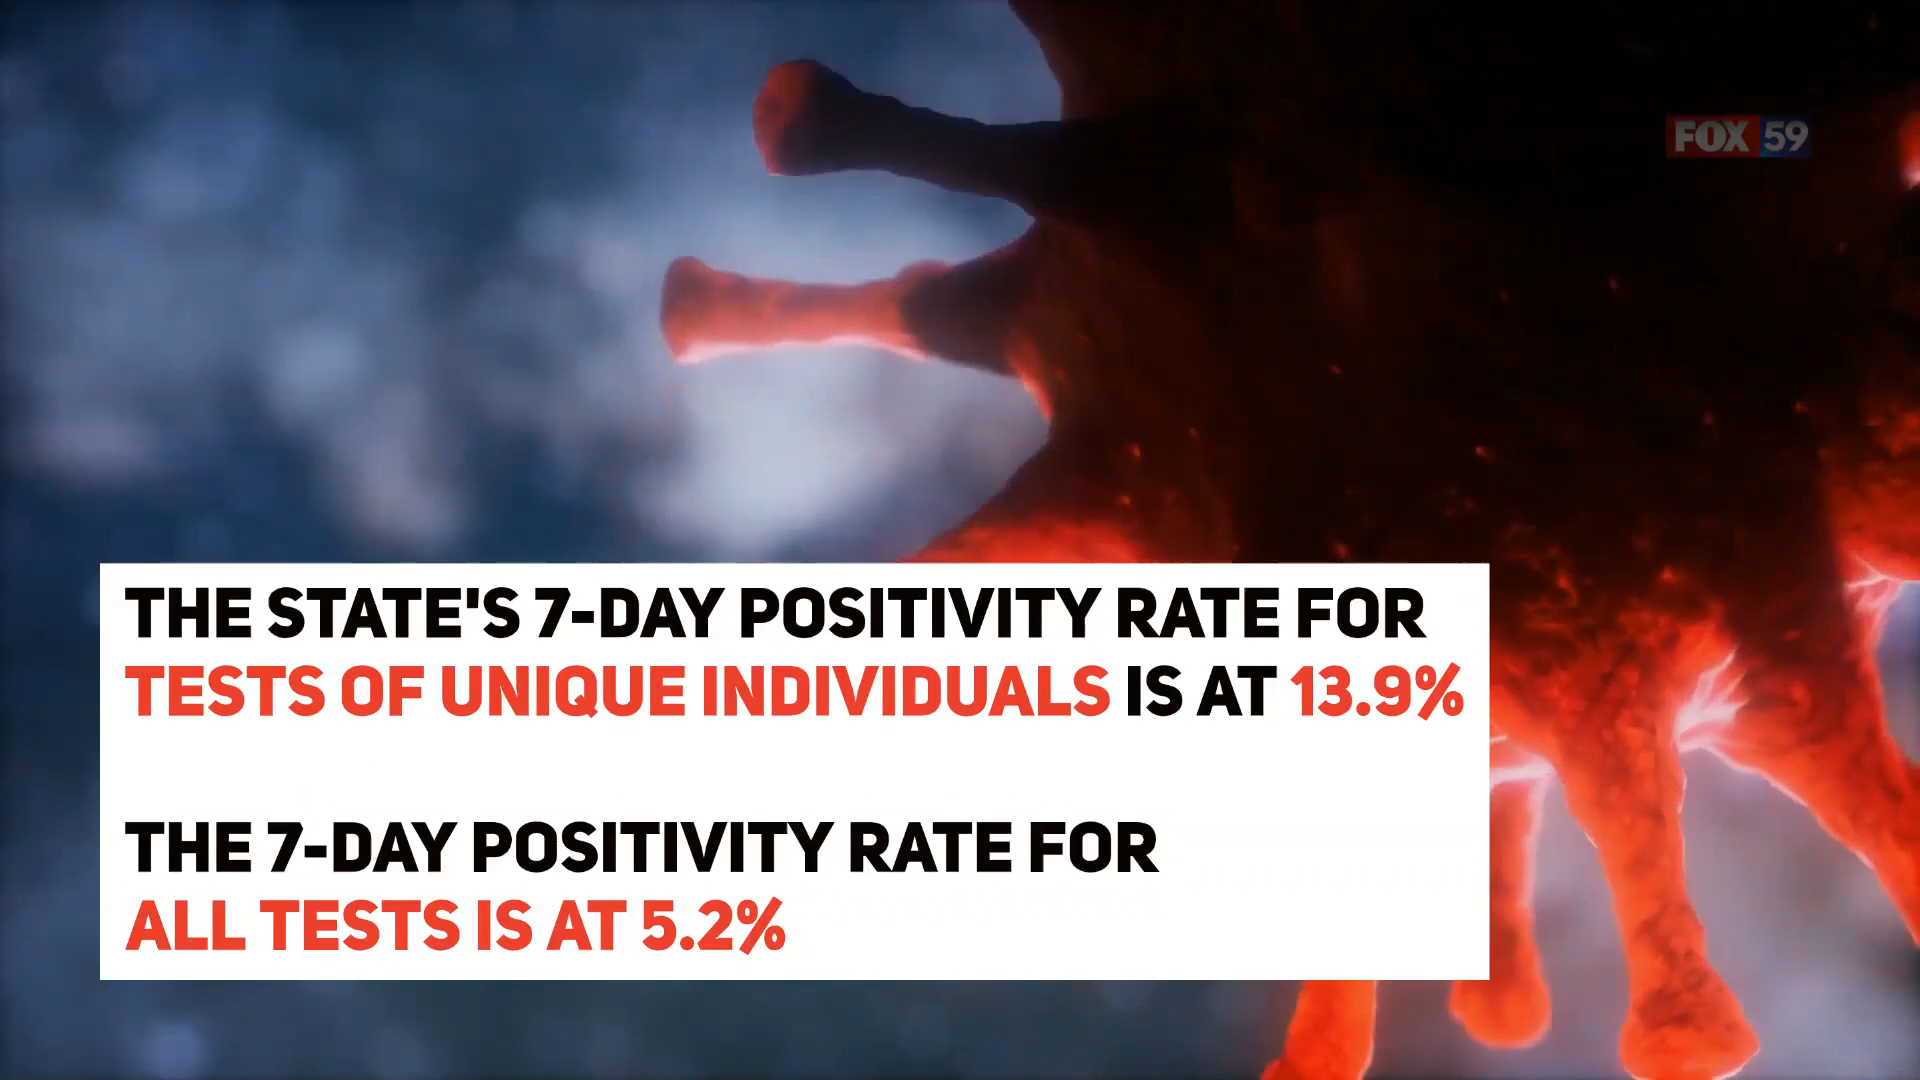 FOX 59
THE STATE'S 7-DAY POSITIVITY RATE FOR
TESTS OF UNIQUE INDIVIDUALS IS AT 13.9%
THE 7-DAY POSITIVITY RATE FOR
ALL TESTS IS AT 5.2%